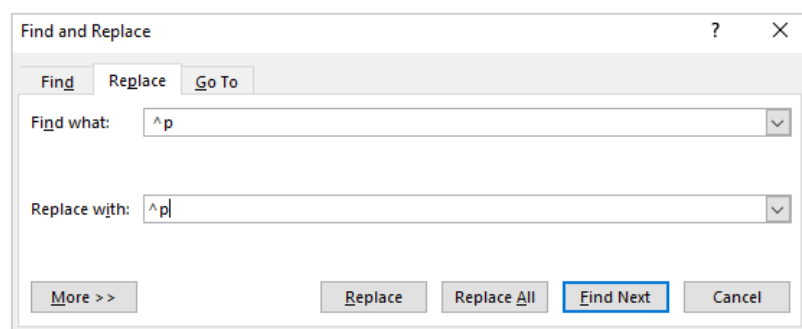 Find and Replace ?
Find Replace Go To
Find what: ^p
Replace with: ^p
More >> Replace Replace All Find Next Cancel